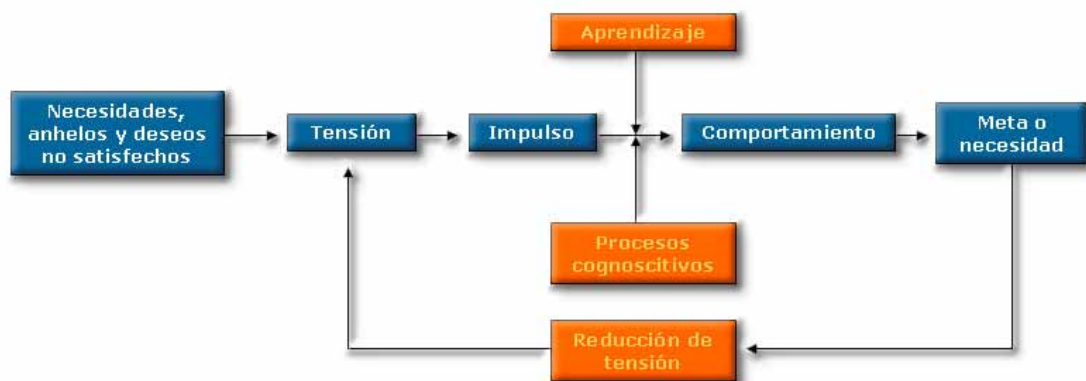 Aprendizaje
Necesidades,
anhelos y deseos
no satisfechos
Tensión
Impulso
Comportamiento
Meta o
necesidad
Procesos
cognoscitivos
Reducción de
tensión